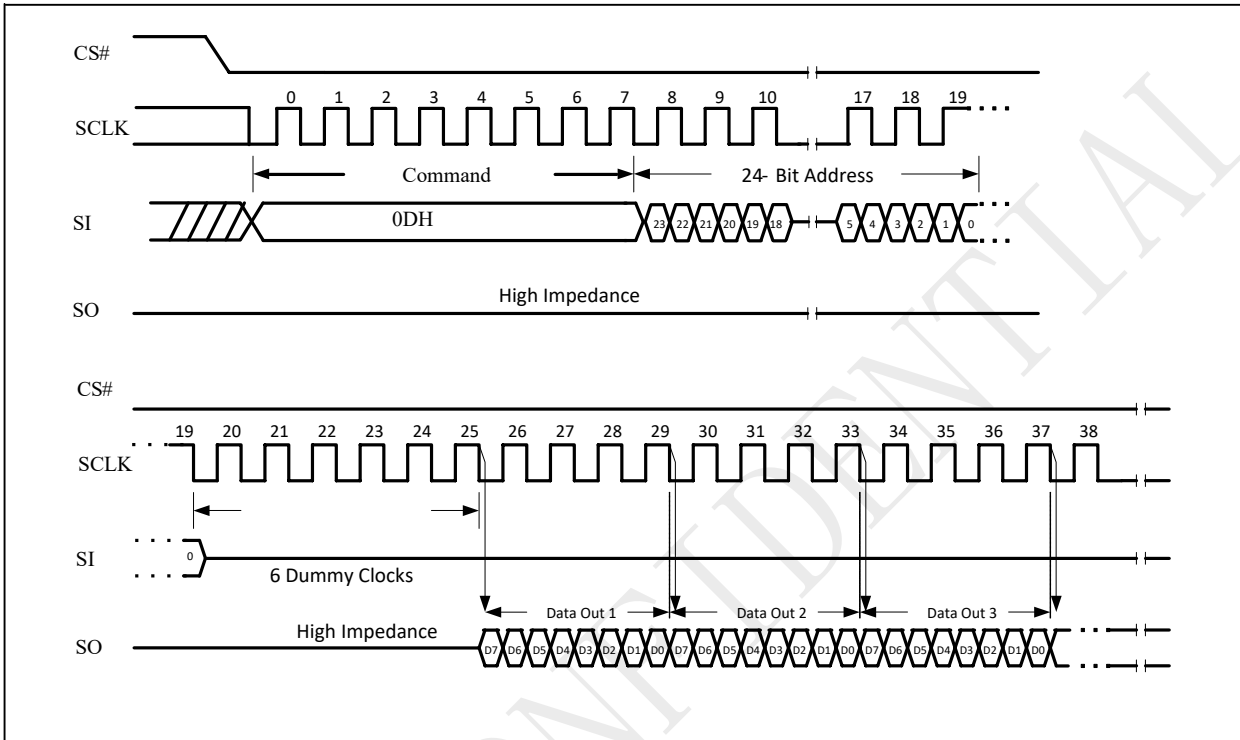 CS#
0 1 2 3 4 5 6 7 8 9 10 17 18 19
SCLK
Command 24- Bit Address
SI 0DH 23 22 21 20 19 18 5 4 3 2 1 0
High Impedance
SO
CS#
19 20 21 22 23 24 25 26 27 28 29 30 31 32 33 34 35 36 37 38
SCLK
SI 0
6 Dummy Clocks
Data Out 1 Data Out 2 Data Out 3
High Impedance
SO D7 D6 D5 D4 D3 D2 D1 D0 D7 D6 D5 D4 D3 D2 D1 D0 D7 D6 D5 D4 D3 D2 D1 D0
NFIDENTIAL